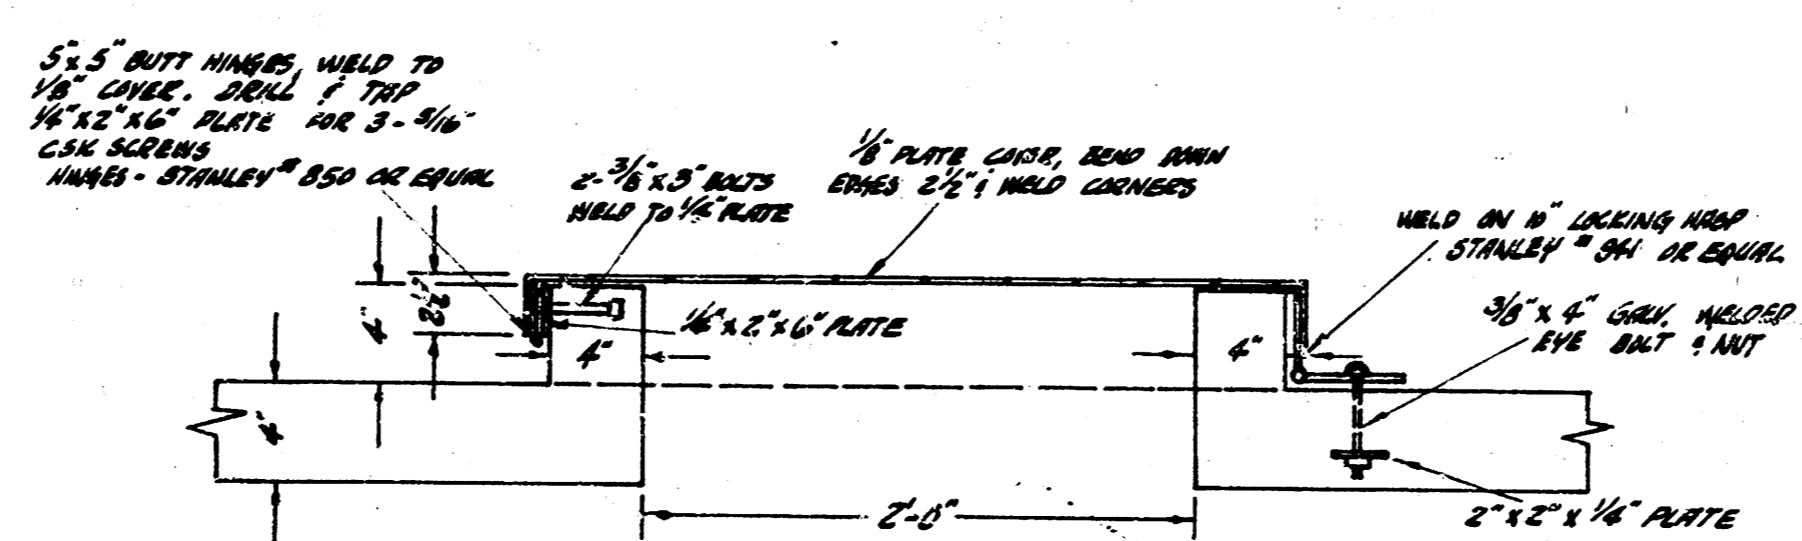 5"x 5" BUTT HINGES, WELD TO
1/8" COVER. DRILL & TAP
1/4" x 2" x 6" PLATE FOR 3 - 5/16"
CSK SCREWS
HINGES - STANLEY # 850 OR EQUAL
2 - 3/8" x 3" BOLTS
WELD TO 1/4" PLATE
1/8" PLATE COVER, BEND DOWN
EDGES 2 1/2" & WELD CORNERS
WELD ON 10" LOCKING HASP
STANLEY # 941 OR EQUAL
3/8" x 4" GALV. WELDED
EYE BOLT & NUT
4"
2 1/2"
1/4" x 2" x 6" PLATE
4"
4"
4"
2'-0"
2" x 2" x 1/4" PLATE